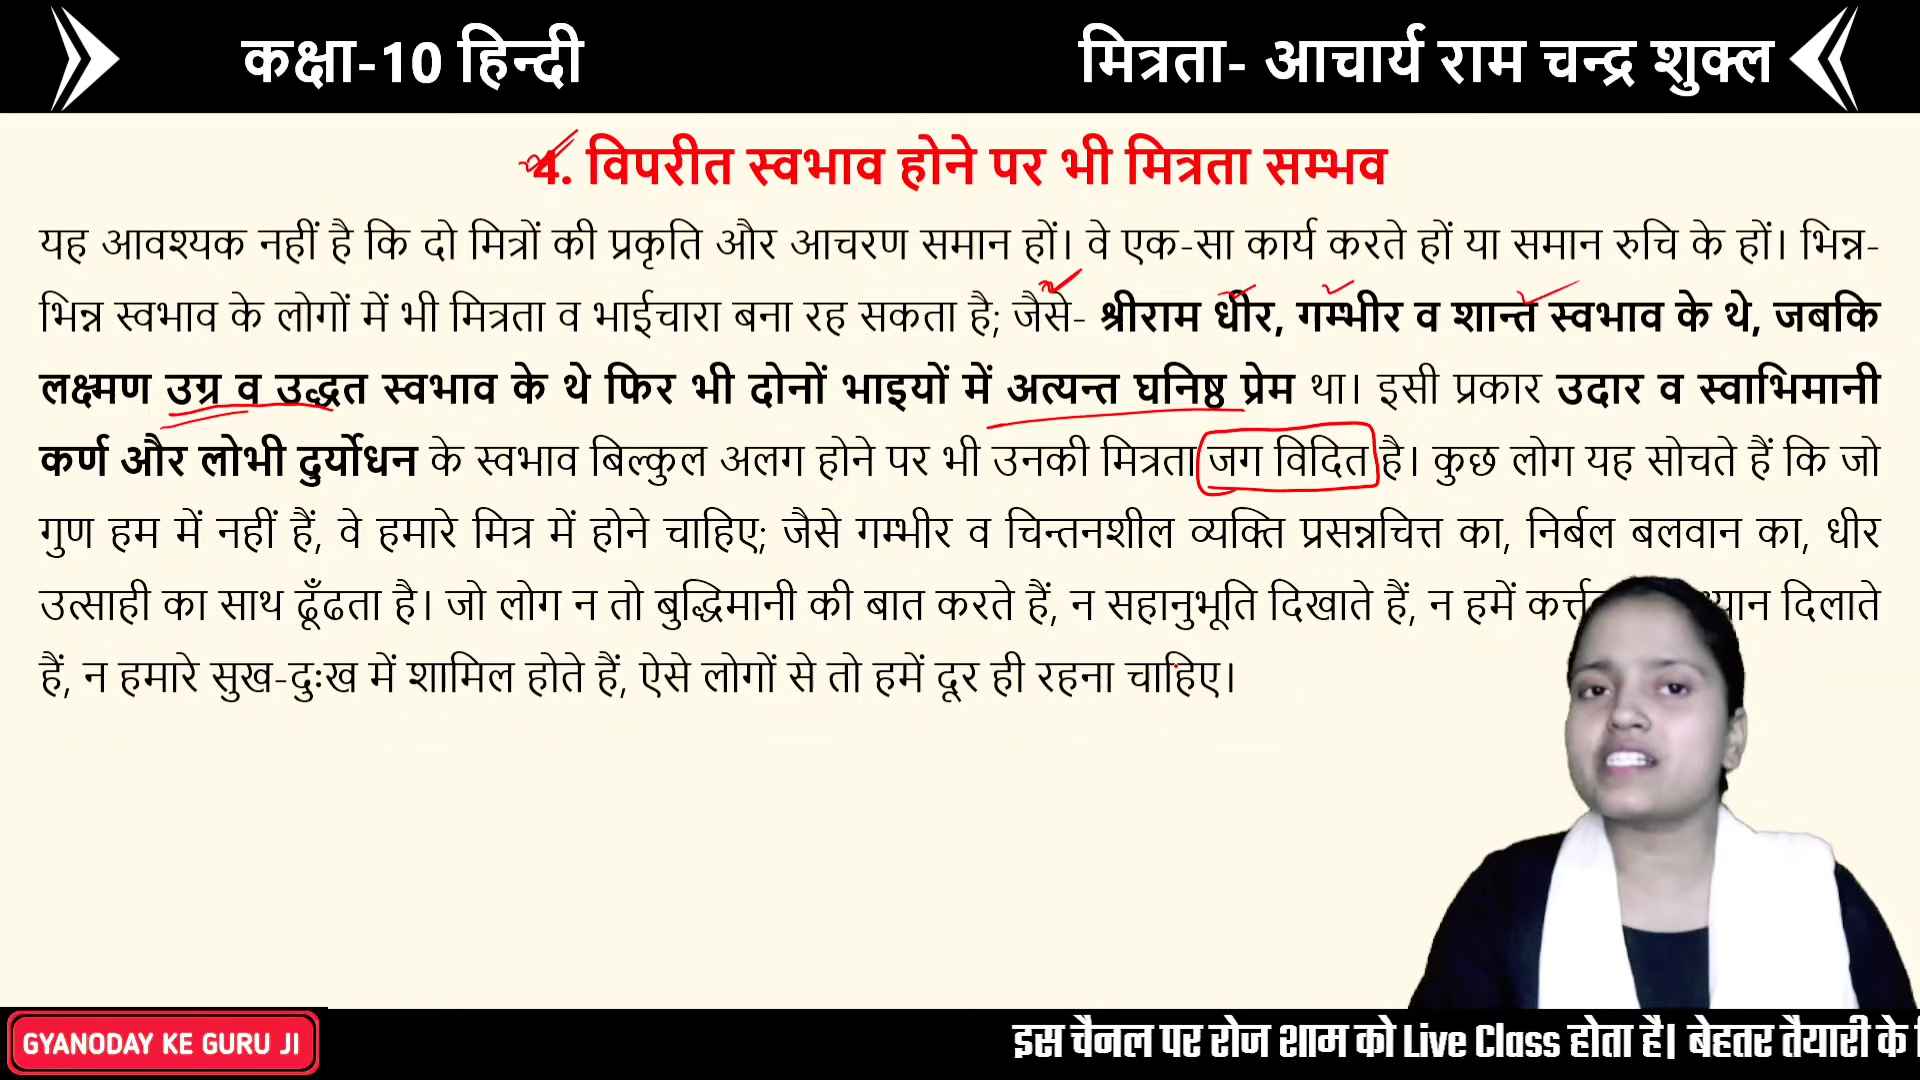 कक्षा-10 हिन्दी
मित्रता- आचार्य राम चन्द्र शुक्ल
4. विपरीत स्वभाव होने पर भी मित्रता सम्भव
यह आवश्यक नहीं है कि दो मित्रों की प्रकृति और आचरण समान हों। वे एक-सा कार्य करते हों या समान रुचि के हों। भिन्न-
भिन्न स्वभाव के लोगों में भी मित्रता व भाईचारा बना रह सकता है; जैसे- श्रीराम धीर, गम्भीर व शान्त स्वभाव के थे, जबकि
लक्ष्मण उग्र व उद्धत स्वभाव के थे फिर भी दोनों भाइयों में अत्यन्त घनिष्ठ प्रेम था। इसी प्रकार उदार व स्वाभिमानी
कर्ण और लोभी दुर्योधन के स्वभाव बिल्कुल अलग होने पर भी उनकी मित्रता जग विदित है। कुछ लोग यह सोचते हैं कि जो
गुण हम में नहीं हैं, वे हमारे मित्र में होने चाहिए; जैसे गम्भीर व चिन्तनशील व्यक्ति प्रसन्नचित्त का, निर्बल बलवान का, धीर
उत्साही का साथ ढूँढता है। जो लोग न तो बुद्धिमानी की बात करते हैं, न सहानुभूति दिखाते हैं, न हमें दिलाते
हैं, न हमारे सुख-दुःख में शामिल होते हैं, ऐसे लोगों से तो हमें दूर ही रहना चाहिए।
GYANODAY KE GURU JI
इस चैनल पर रोज शाम को Live Class होता है। बेहतर तैयारी के